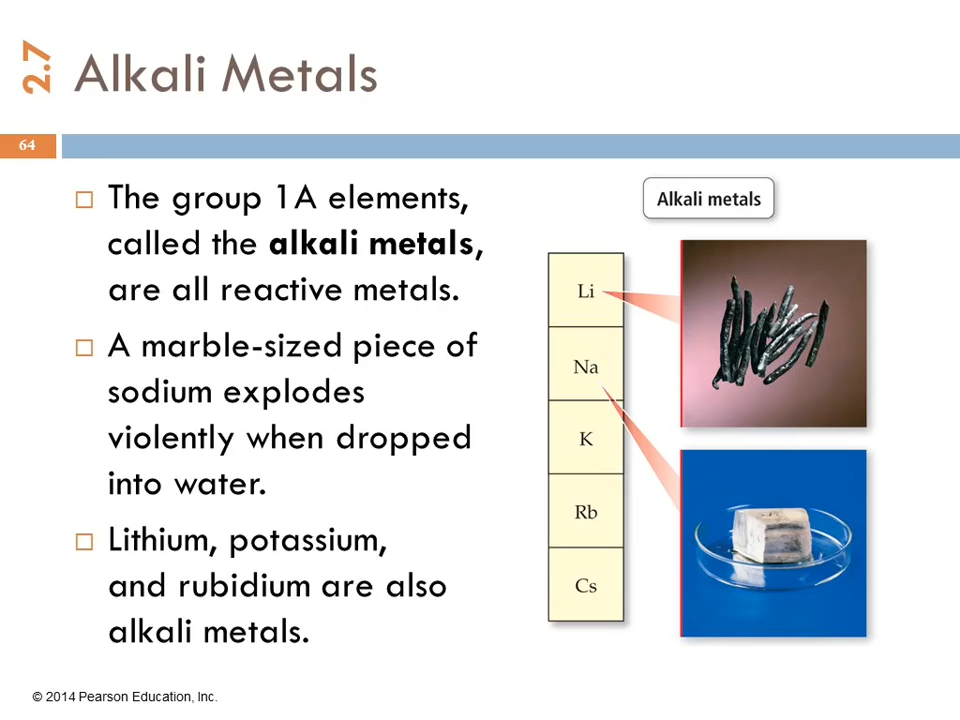 2.7
Alkali Metals
64
□ The group 1A elements,
called the alkali metals,
are all reactive metals.
□ A marble-sized piece of
sodium explodes
violently when dropped
into water.
□ Lithium, potassium,
and rubidium are also
alkali metals.
Alkali metals
Li
Na
K
Rb
Cs
© 2014 Pearson Education, Inc.